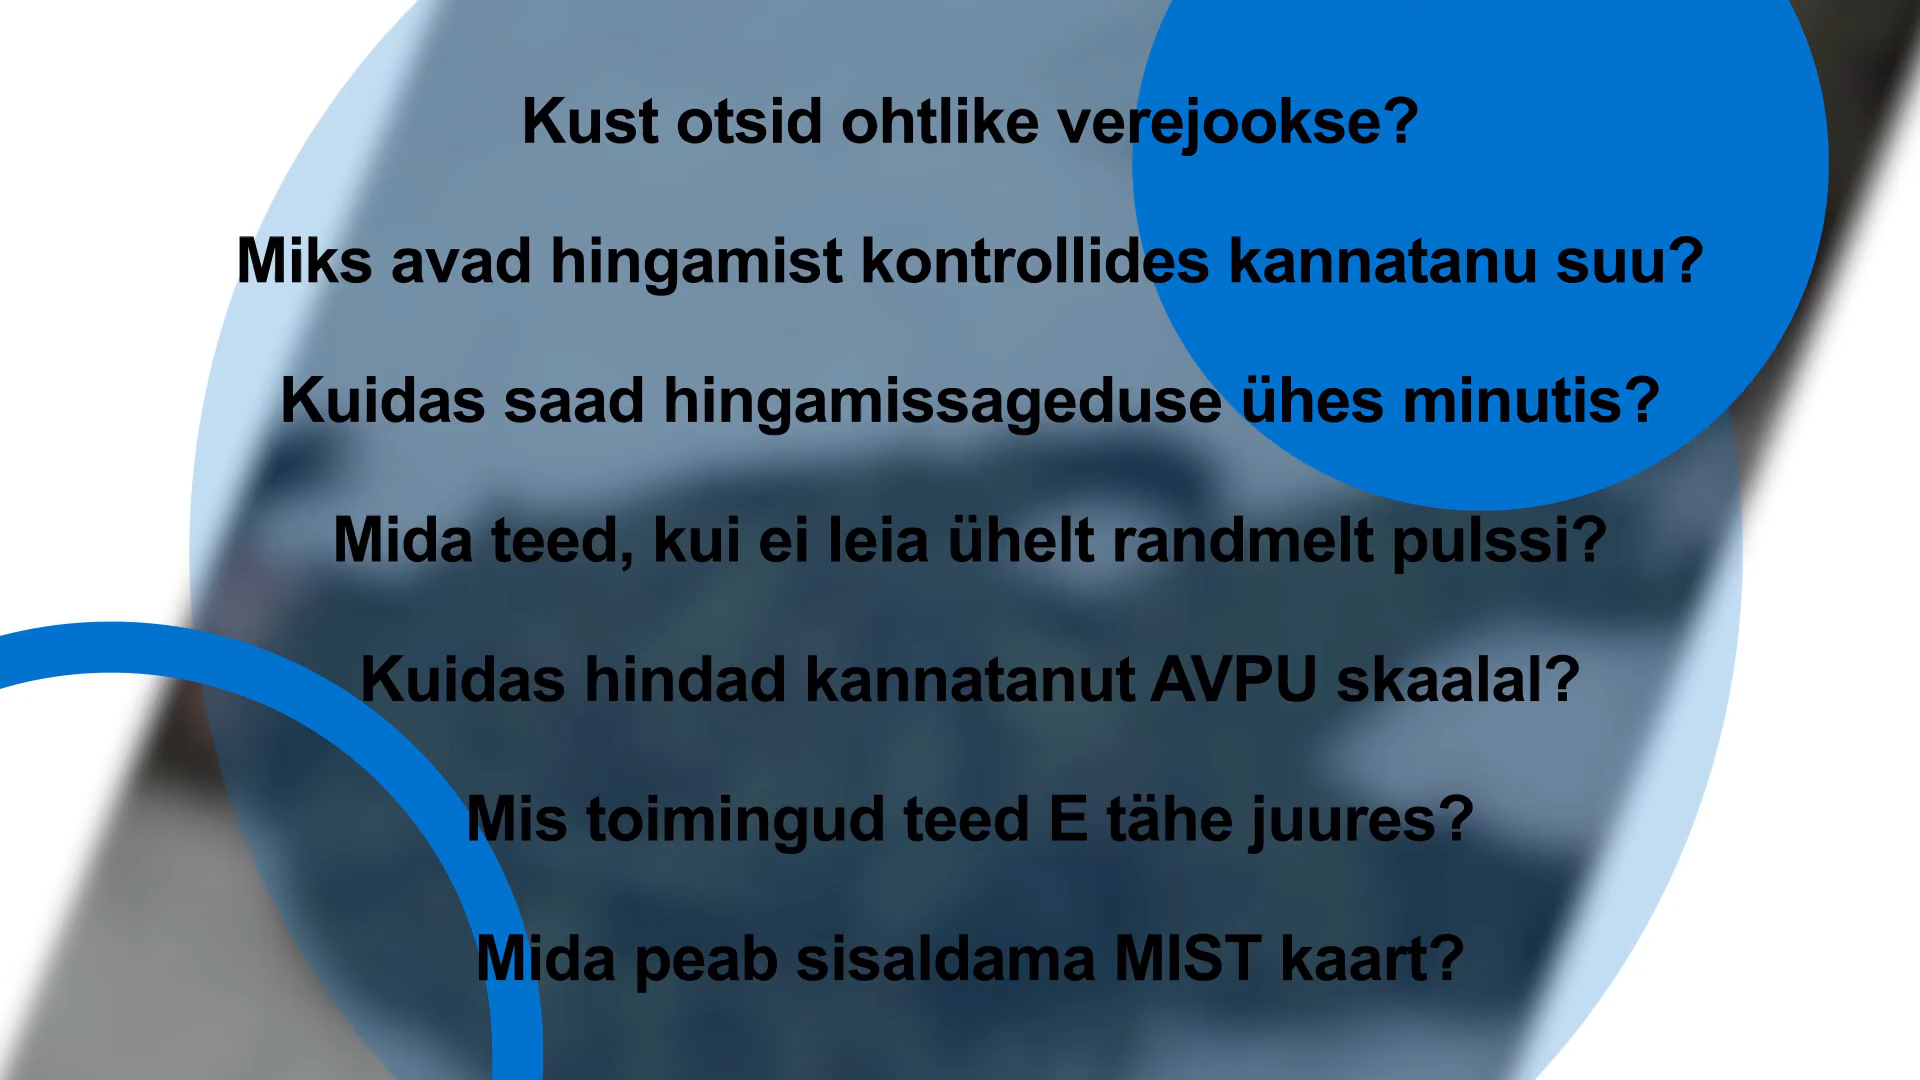 Kust otsid ohtlike verejookse?
Miks avad hingamist kontrollides kannatanu suu?
Kuidas saad hingamissageduse ühes minutis?
Mida teed, kui ei leia ühelt randmelt pulssi?
Kuidas hindad kannatanut AVPU skaalal?
Mis toimingud teed E tähe juures?
Mida peab sisaldama MIST kaart?